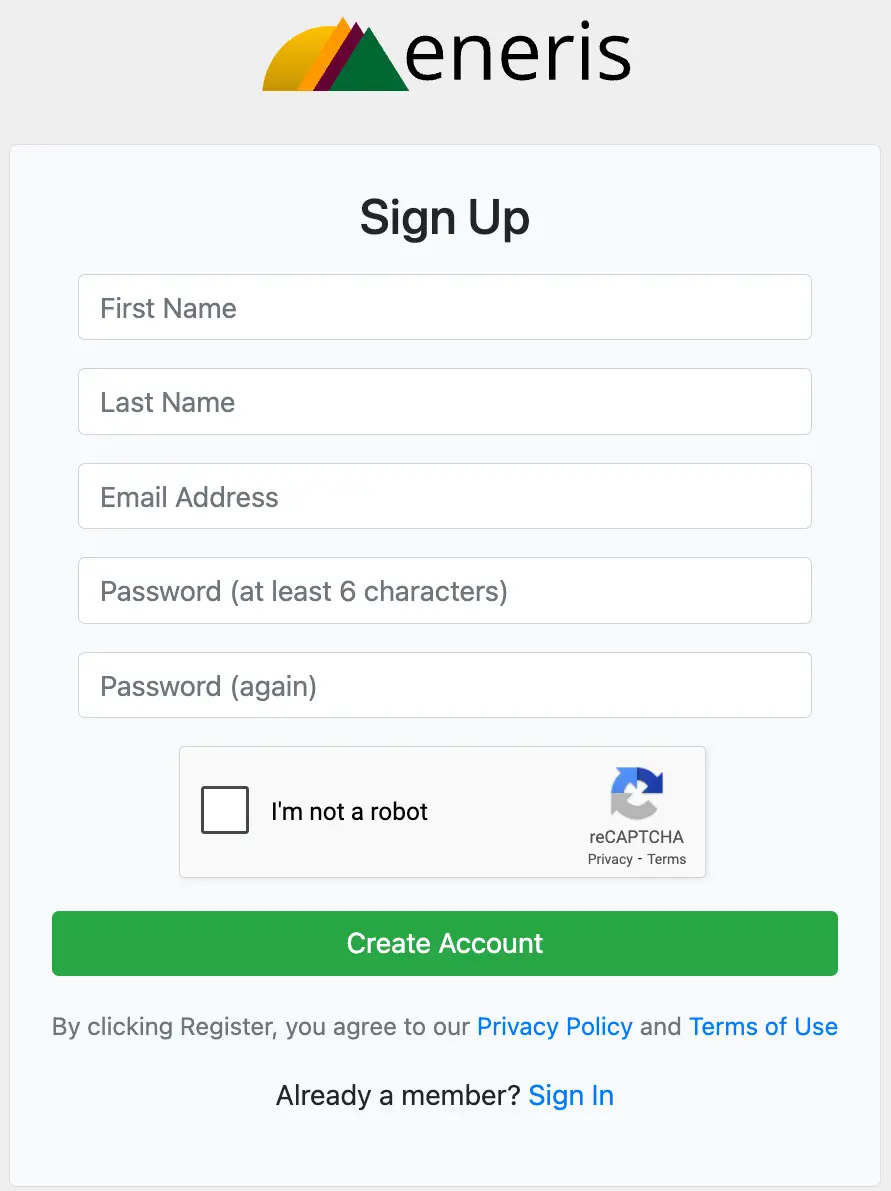 eneris
Sign Up
First Name
Last Name
Email Address
Password (at least 6 characters)
Password (again)
I'm not a robot
reCAPTCHA
Privacy - Terms
Create Account
By clicking Register, you agree to our Privacy Policy and Terms of Use
Already a member? Sign In